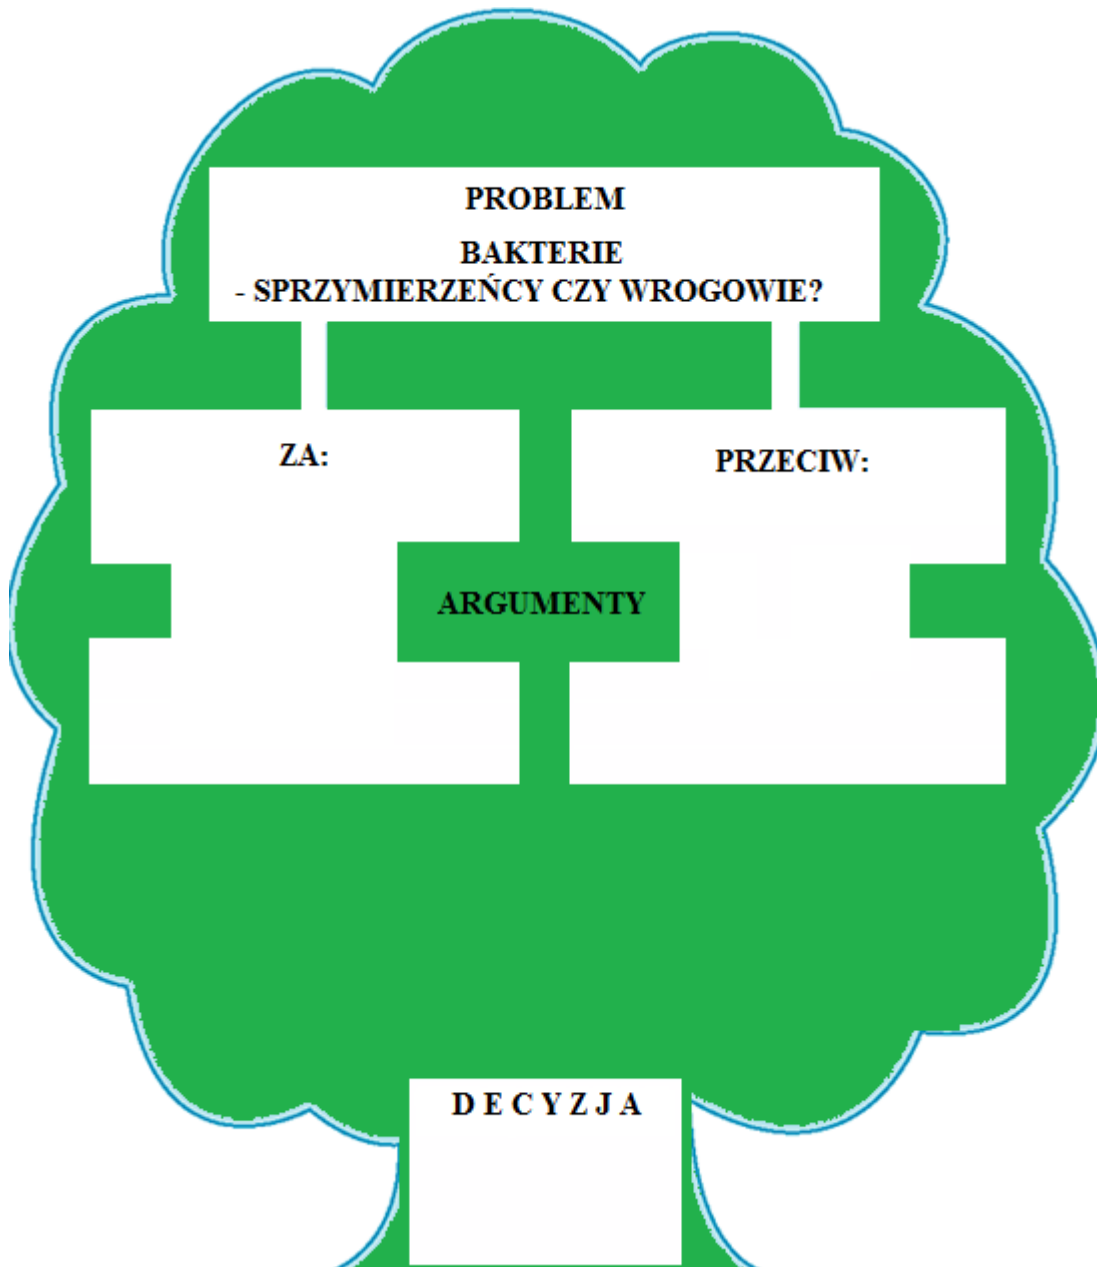 PROBLEM
BAKTERIE
- SPRZYMIERZEŃCY CZY WROGOWIE?
ZA:
PRZECIW:
ARGUMENTY
D E C Y Z J A